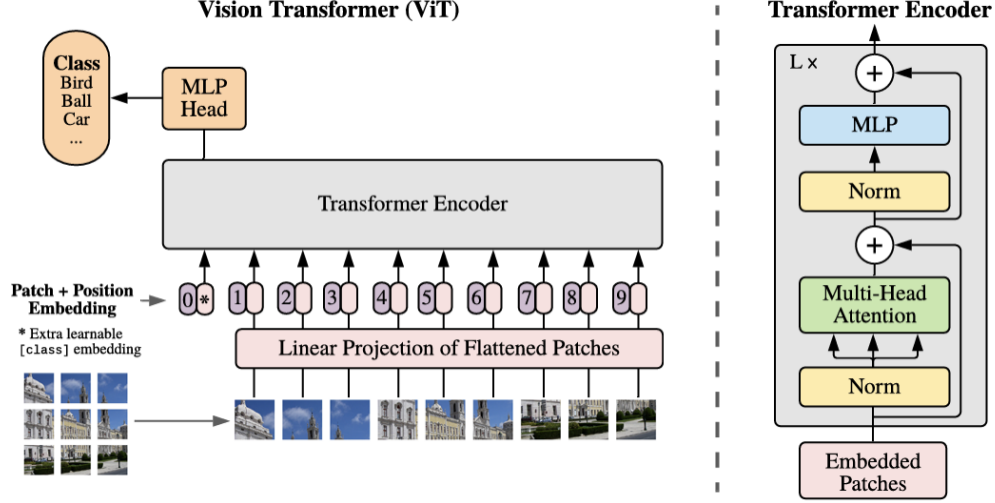 Vision Transformer (ViT)
Class
Bird
Ball
Car
...
MLP
Head
Transformer Encoder
0 * 1 2 3 4 5 6 7 8 9
Patch + Position
Embedding
* Extra learnable
[class] embedding
Linear Projection of Flattened Patches
Transformer Encoder
L x
+
MLP
Norm
+
Multi-Head
Attention
Norm
Embedded
Patches